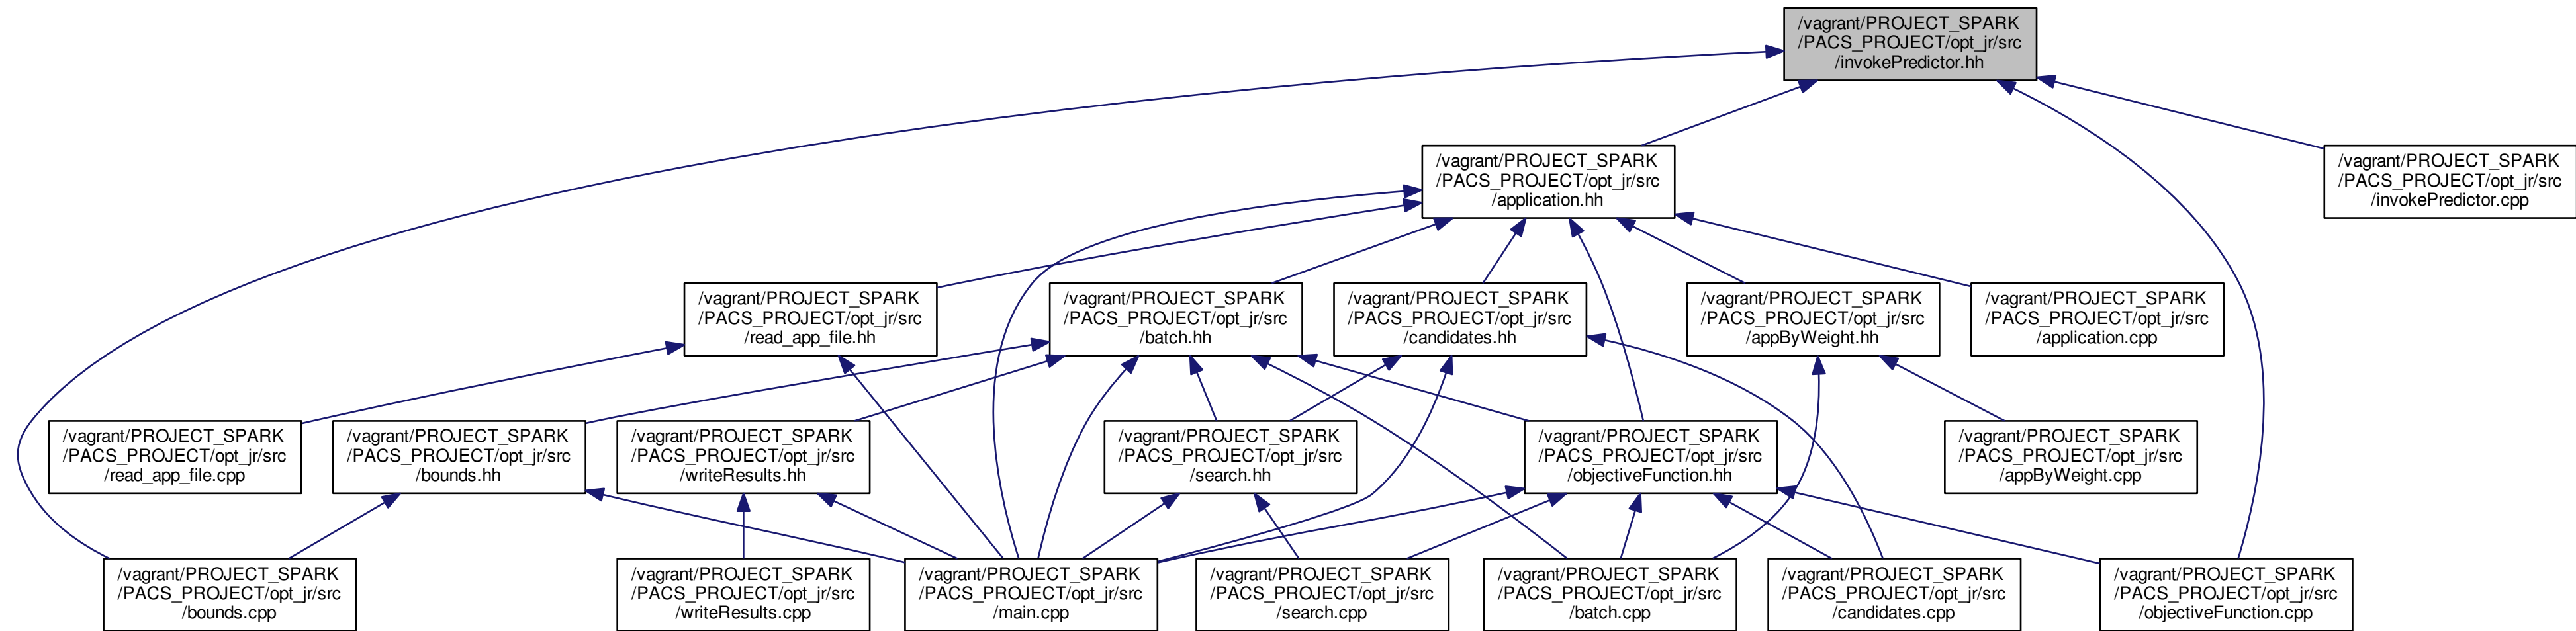 /vagrant/PROJECT_SPARK
/PACS_PROJECT/opt_jr/src
/invokePredictor.hh
/vagrant/PROJECT_SPARK
/PACS_PROJECT/opt_jr/src
/application.hh
/vagrant/PROJECT_SPARK
/PACS_PROJECT/opt_jr/src
/invokePredictor.cpp
/vagrant/PROJECT_SPARK
/PACS_PROJECT/opt_jr/src
/read_app_file.hh
/vagrant/PROJECT_SPARK
/PACS_PROJECT/opt_jr/src
/batch.hh
/vagrant/PROJECT_SPARK
/PACS_PROJECT/opt_jr/src
/candidates.hh
/vagrant/PROJECT_SPARK
/PACS_PROJECT/opt_jr/src
/appByWeight.hh
/vagrant/PROJECT_SPARK
/PACS_PROJECT/opt_jr/src
/application.cpp
/vagrant/PROJECT_SPARK
/PACS_PROJECT/opt_jr/src
/read_app_file.cpp
/vagrant/PROJECT_SPARK
/PACS_PROJECT/opt_jr/src
/bounds.hh
/vagrant/PROJECT_SPARK
/PACS_PROJECT/opt_jr/src
/writeResults.hh
/vagrant/PROJECT_SPARK
/PACS_PROJECT/opt_jr/src
/search.hh
/vagrant/PROJECT_SPARK
/PACS_PROJECT/opt_jr/src
/objectiveFunction.hh
/vagrant/PROJECT_SPARK
/PACS_PROJECT/opt_jr/src
/appByWeight.cpp
/vagrant/PROJECT_SPARK
/PACS_PROJECT/opt_jr/src
/bounds.cpp
/vagrant/PROJECT_SPARK
/PACS_PROJECT/opt_jr/src
/writeResults.cpp
/vagrant/PROJECT_SPARK
/PACS_PROJECT/opt_jr/src
/main.cpp
/vagrant/PROJECT_SPARK
/PACS_PROJECT/opt_jr/src
/search.cpp
/vagrant/PROJECT_SPARK
/PACS_PROJECT/opt_jr/src
/batch.cpp
/vagrant/PROJECT_SPARK
/PACS_PROJECT/opt_jr/src
/candidates.cpp
/vagrant/PROJECT_SPARK
/PACS_PROJECT/opt_jr/src
/objectiveFunction.cpp